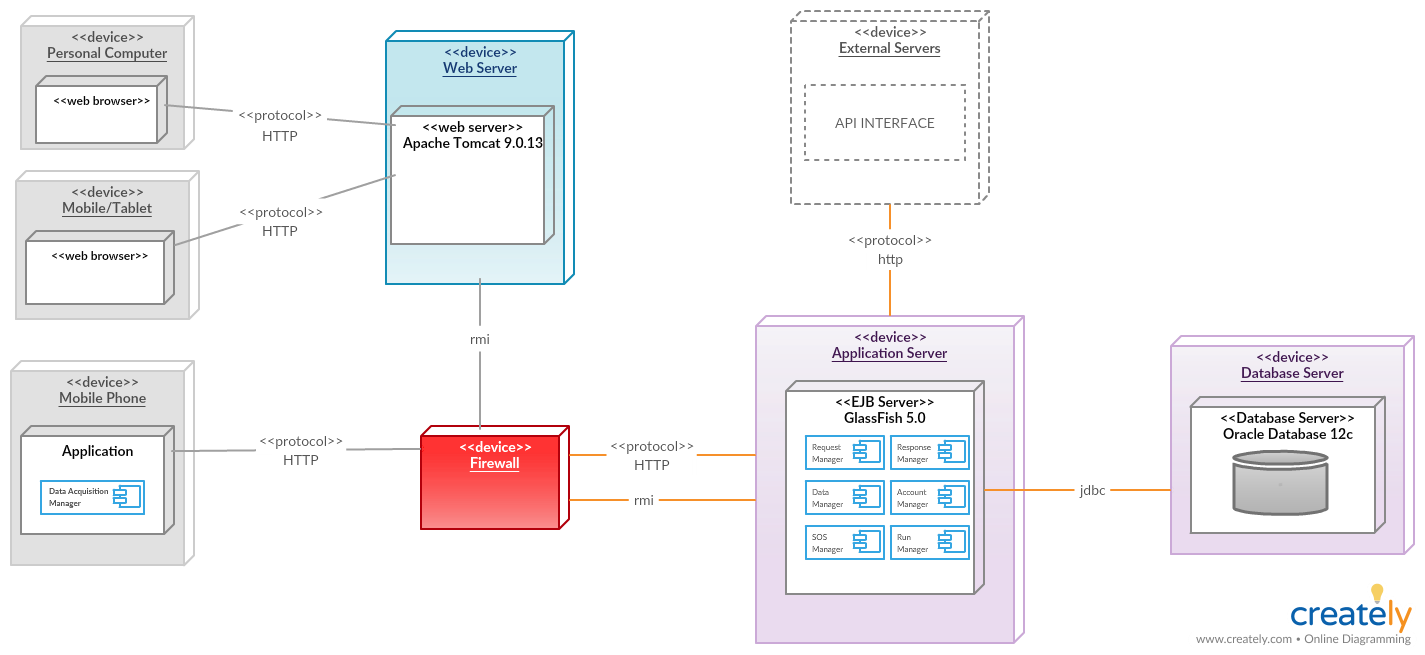 <<device>>
Personal Computer
<<web browser>>
<<protocol>>
HTTP
<<device>>
Mobile/Tablet
<<web browser>>
<<protocol>>
HTTP
<<device>>
Web Server
<<web server>>
Apache Tomcat 9.0.13
rmi
<<device>>
Mobile Phone
Application
Data Acquisition
Manager
<<protocol>>
HTTP
<<device>>
Firewall
<<protocol>>
HTTP
rmi
<<device>>
External Servers
API INTERFACE
<<protocol>>
http
<<device>>
Application Server
<<EJB Server>>
GlassFish 5.0
Request
Manager
Response
Manager
Data
Manager
Account
Manager
SOS
Manager
Run
Manager
jdbc
<<device>>
Database Server
<<Database Server>>
Oracle Database 12c
creately
www.creately.com • Online Diagramming